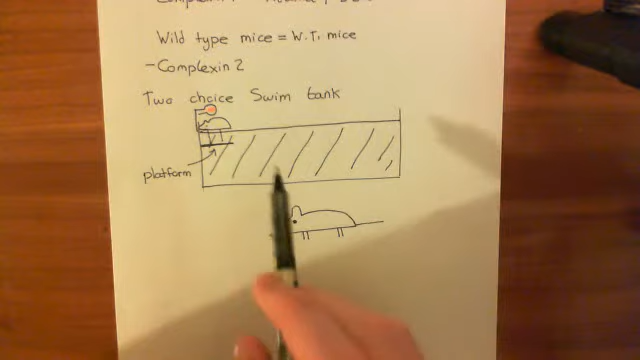 Wild type mice = W.T. mice
- Complexin 2
Two choice Swim tank
platform